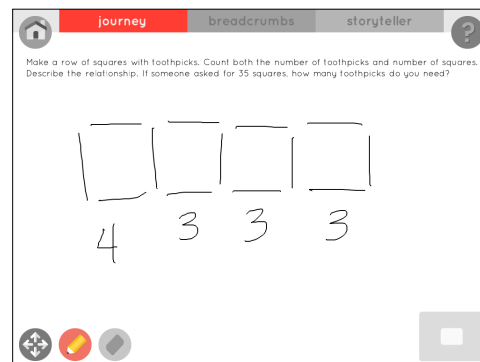 journey breadcrumbs storyteller
?
Make a row of squares with toothpicks. Count both the number of toothpicks and number of squares.
Describe the relationship. If someone asked for 35 squares, how many toothpicks do you need?
4 3 3 3